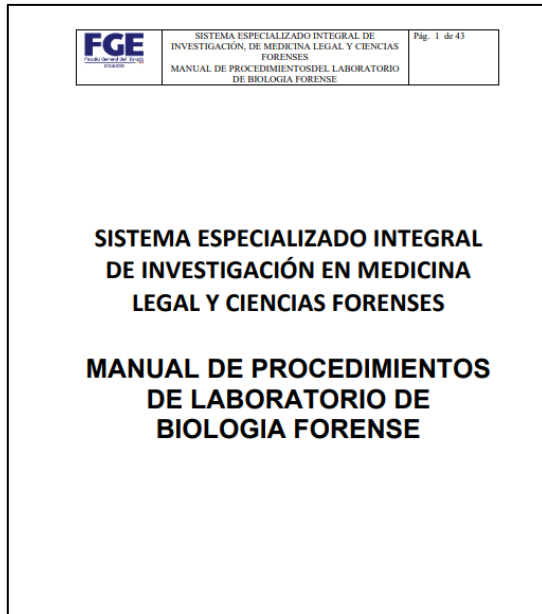 FGE
Fiscalía General del Estado
ECUADOR
SISTEMA ESPECIALIZADO INTEGRAL DE
INVESTIGACIÓN, DE MEDICINA LEGAL Y CIENCIAS
FORENSES
MANUAL DE PROCEDIMIENTOSDEL LABORATORIO
DE BIOLOGIA FORENSE
Pág. 1 de 43
SISTEMA ESPECIALIZADO INTEGRAL
DE INVESTIGACIÓN EN MEDICINA
LEGAL Y CIENCIAS FORENSES
MANUAL DE PROCEDIMIENTOS
DE LABORATORIO DE
BIOLOGIA FORENSE